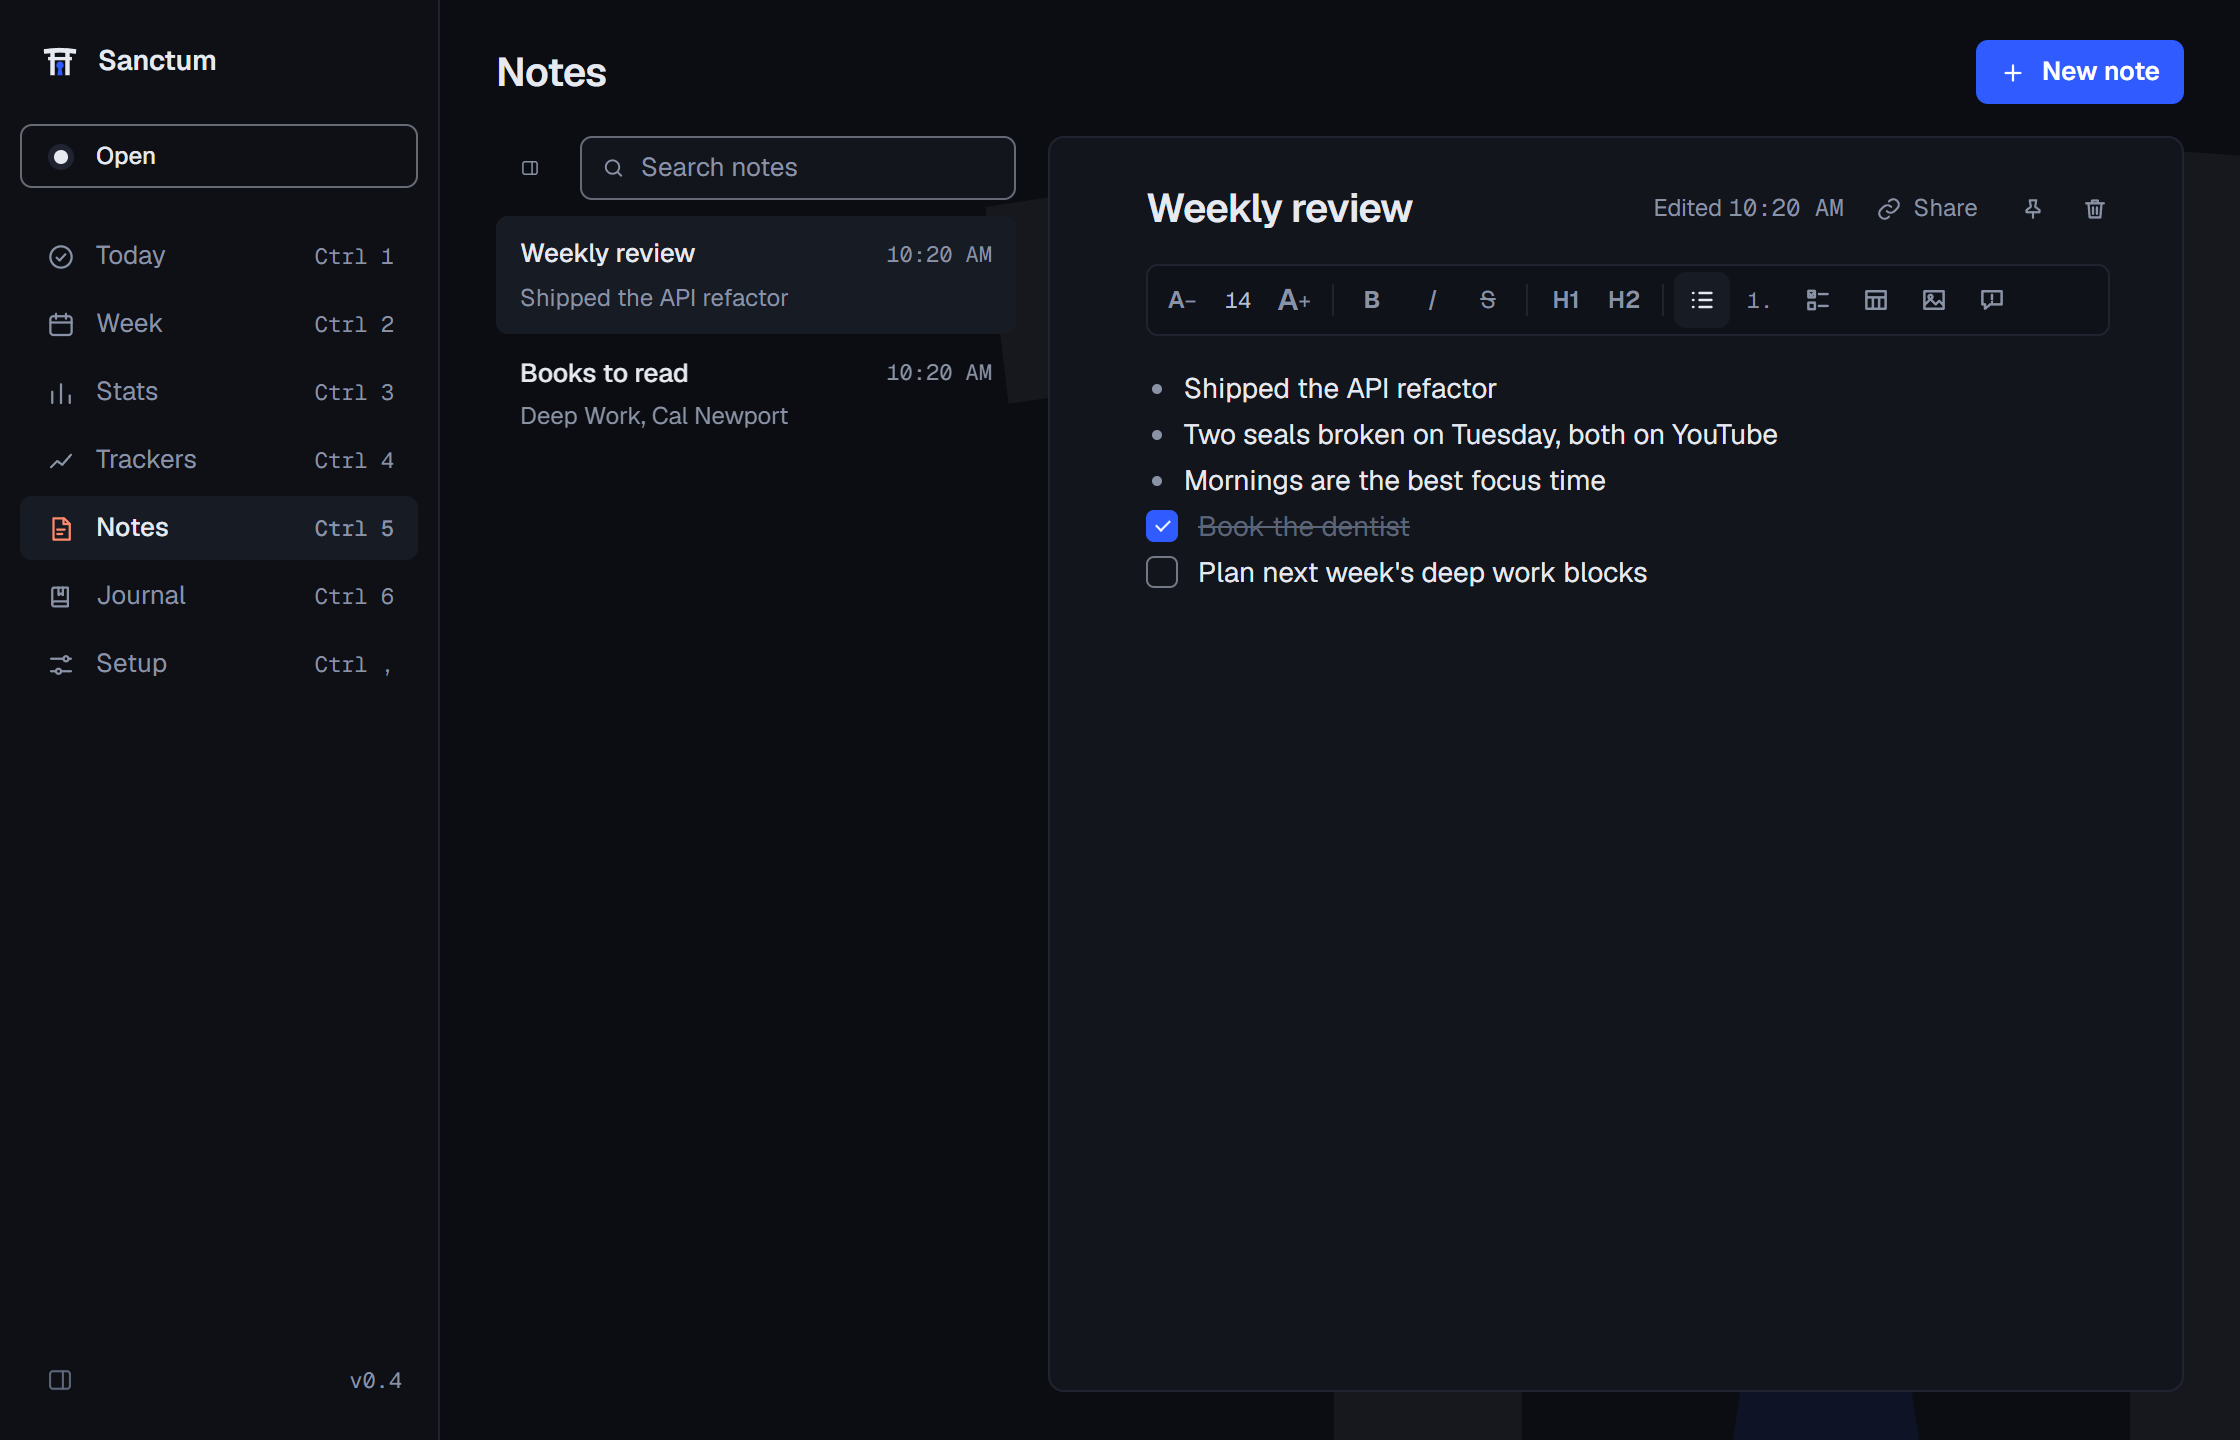 Sanctum
Open
Today Ctrl 1
Week Ctrl 2
Stats Ctrl 3
Trackers Ctrl 4
Notes Ctrl 5
Journal Ctrl 6
Setup Ctrl ,
v0.4
Notes
New note
Search notes
Weekly review 10:20 AM
Shipped the API refactor
Books to read 10:20 AM
Deep Work, Cal Newport
Weekly review Edited 10:20 AM Share
A− 14 A+ B I S H1 H2 1.
Shipped the API refactor
Two seals broken on Tuesday, both on YouTube
Mornings are the best focus time
Book the dentist
Plan next week's deep work blocks